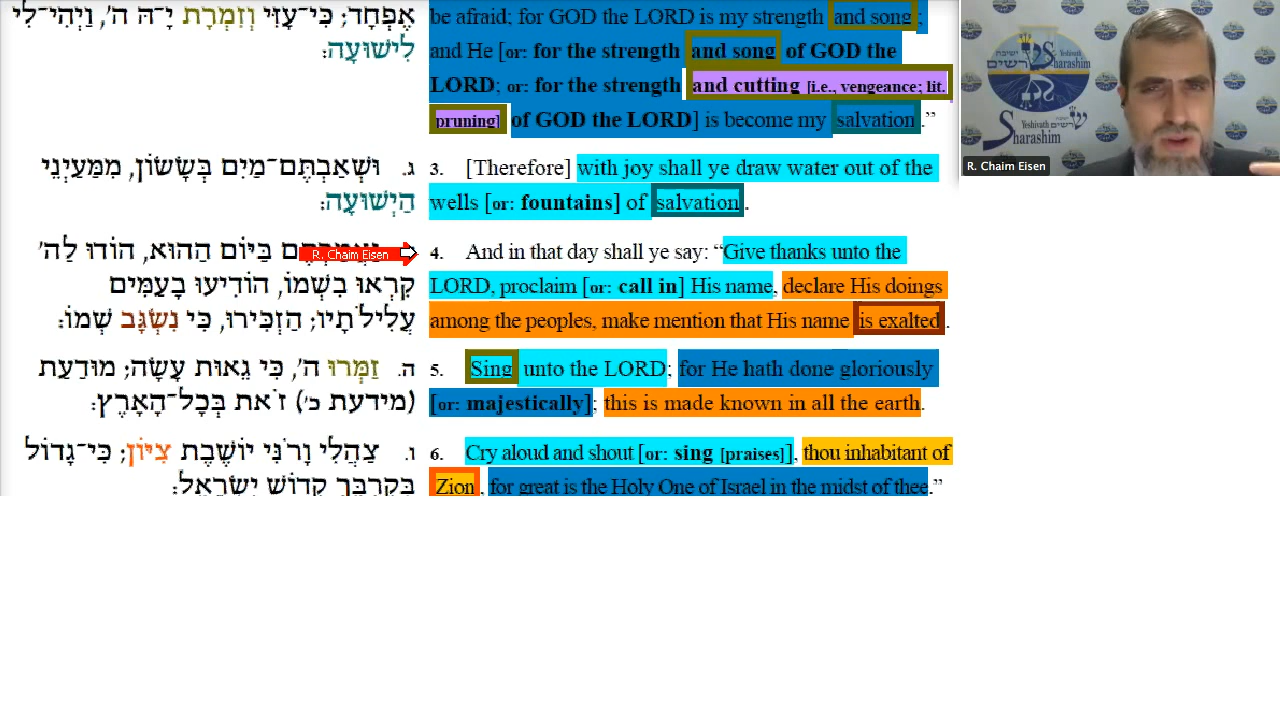 אֶפְחָד; כִּי־עָזִּי וְזִמְרָת יָ־הּ ה', וַיְהִי־לִי
לִישׁוּעָה:
be afraid; for GOD the LORD is my strength and song;
and He [or: for the strength and song of GOD the
LORD; or: for the strength and cutting [i.e., vengeance; lit.
pruning] of GOD the LORD] is become my salvation.”
ג. וּשְׁאַבְתֶּם־מַיִם בְּשָׂשׂוֹן, מִמַּעַיְנֵי
הַיְשׁוּעָה:
3. [Therefore] with joy shall ye draw water out of the
wells [or: fountains] of salvation.
בַּיּוֹם הַהוּא, הוֹדוּ לַה'
קִרְאוּ בִשְׁמוֹ, הוֹדִיעוּ בָעַמִּים
עֲלִילֹתָיו; הַזְכִּירוּ, כִּי נִשְׂגָּב שְׁמוֹ:
R. Chaim Eisen
4. And in that day shall ye say: “Give thanks unto the
LORD, proclaim [or: call in] His name, declare His doings
among the peoples, make mention that His name is exalted.
ה. זַמְּרוּ ה', כִּי גֵאוּת עָשָׂה; מוּדַעַת
(מידעת כ') זֹאת בְּכָל־הָאָרֶץ:
5. Sing unto the LORD; for He hath done gloriously
[or: majestically]; this is made known in all the earth.
ו. צַהֲלִי וָרֹנִּי יוֹשֶׁבֶת צִיּוֹן; כִּי־גָדוֹל
בְּקִרְבֵּךְ קְדוֹשׁ יִשְׂרָאֵל:
6. Cry aloud and shout [or: sing [praises]], thou inhabitant of
Zion, for great is the Holy One of Israel in the midst of thee.”
Yeshivath
Sharashim
ישיבת
שרשים
Yeshivath שרשים
Sharashim
R. Chaim Eisen